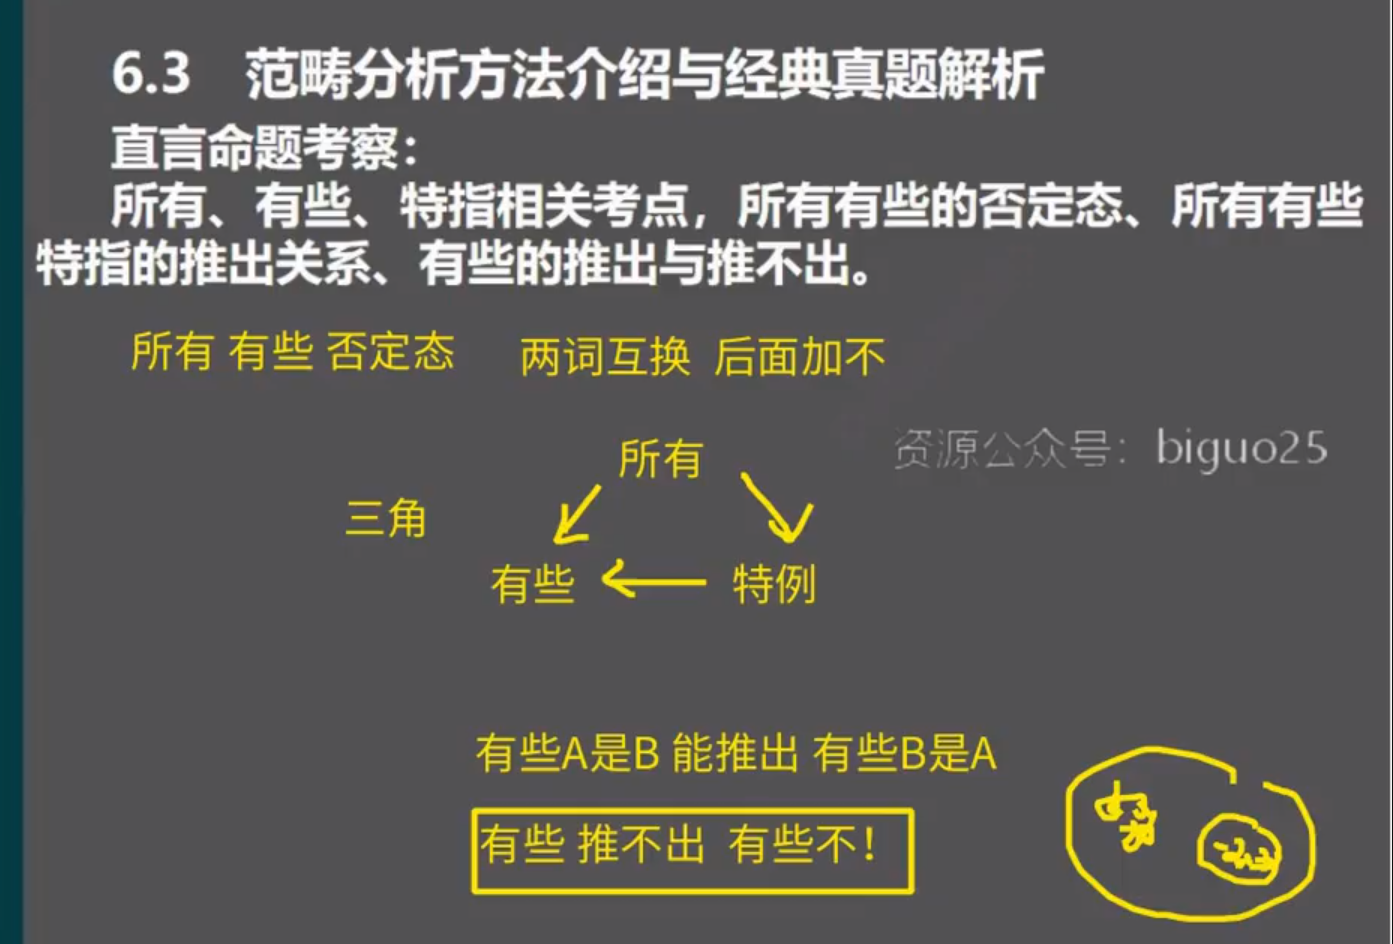 6.3 范畴分析方法介绍与经典真题解析
直言命题考察：
所有、有些、特指相关考点，所有有些的否定态、所有有些
特指的推出关系、有些的推出与推不出。
所有 有些 否定态 两词互换 后面加不
所有
资源公众号：biguo25
三角
有些
特例
有些A是B 能推出 有些B是A
有些 推不出 有些不！